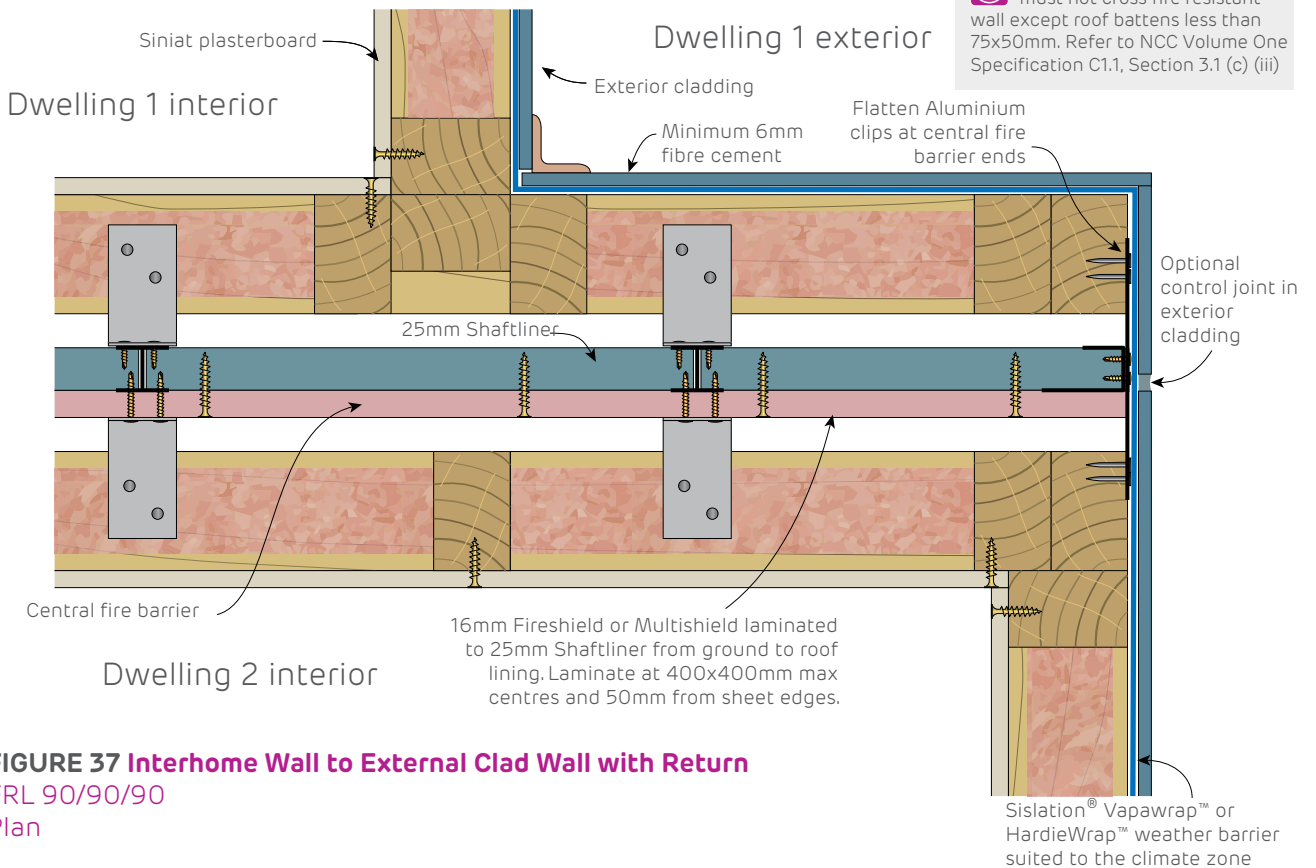 must not cross fire resistant
wall except roof battens less than
75x50mm. Refer to NCC Volume One
Specification C1.1, Section 3.1 (c) (iii)
Siniat plasterboard
Dwelling 1 exterior
Dwelling 1 interior
Exterior cladding
Minimum 6mm
fibre cement
Flatten Aluminium
clips at central fire
barrier ends
Optional
control joint in
exterior
cladding
25mm Shaftliner
Central fire barrier
16mm Fireshield or Multishield laminated
to 25mm Shaftliner from ground to roof
lining. Laminate at 400x400mm max
centres and 50mm from sheet edges.
Dwelling 2 interior
FIGURE 37 Interhome Wall to External Clad Wall with Return
FRL 90/90/90
Plan
Sislation® Vapawrap™ or
HardieWrap™ weather barrier
suited to the climate zone